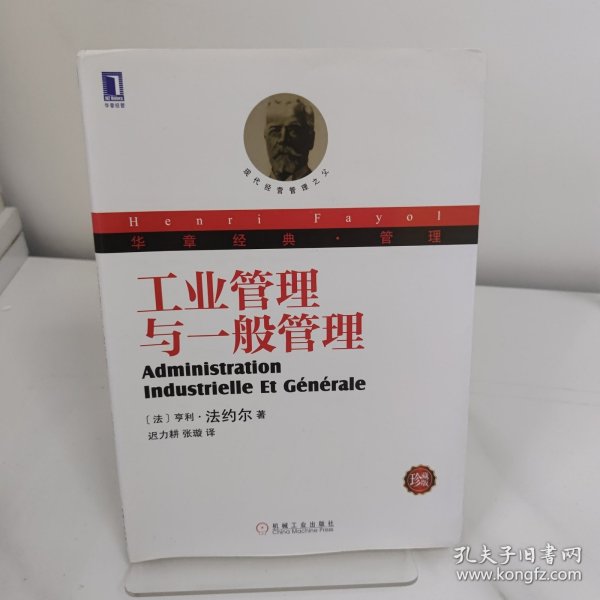 华章经管
现代经营管理之父
Henri Fayol
华章经典·管理
工业管理
与一般管理
Administration
Industrielle Et Générale
〔法〕亨利·法约尔 著
迟力耕 张璇 译
珍藏版
机械工业出版社
China Machine Press
孔夫子旧书网
www.kongfz.com